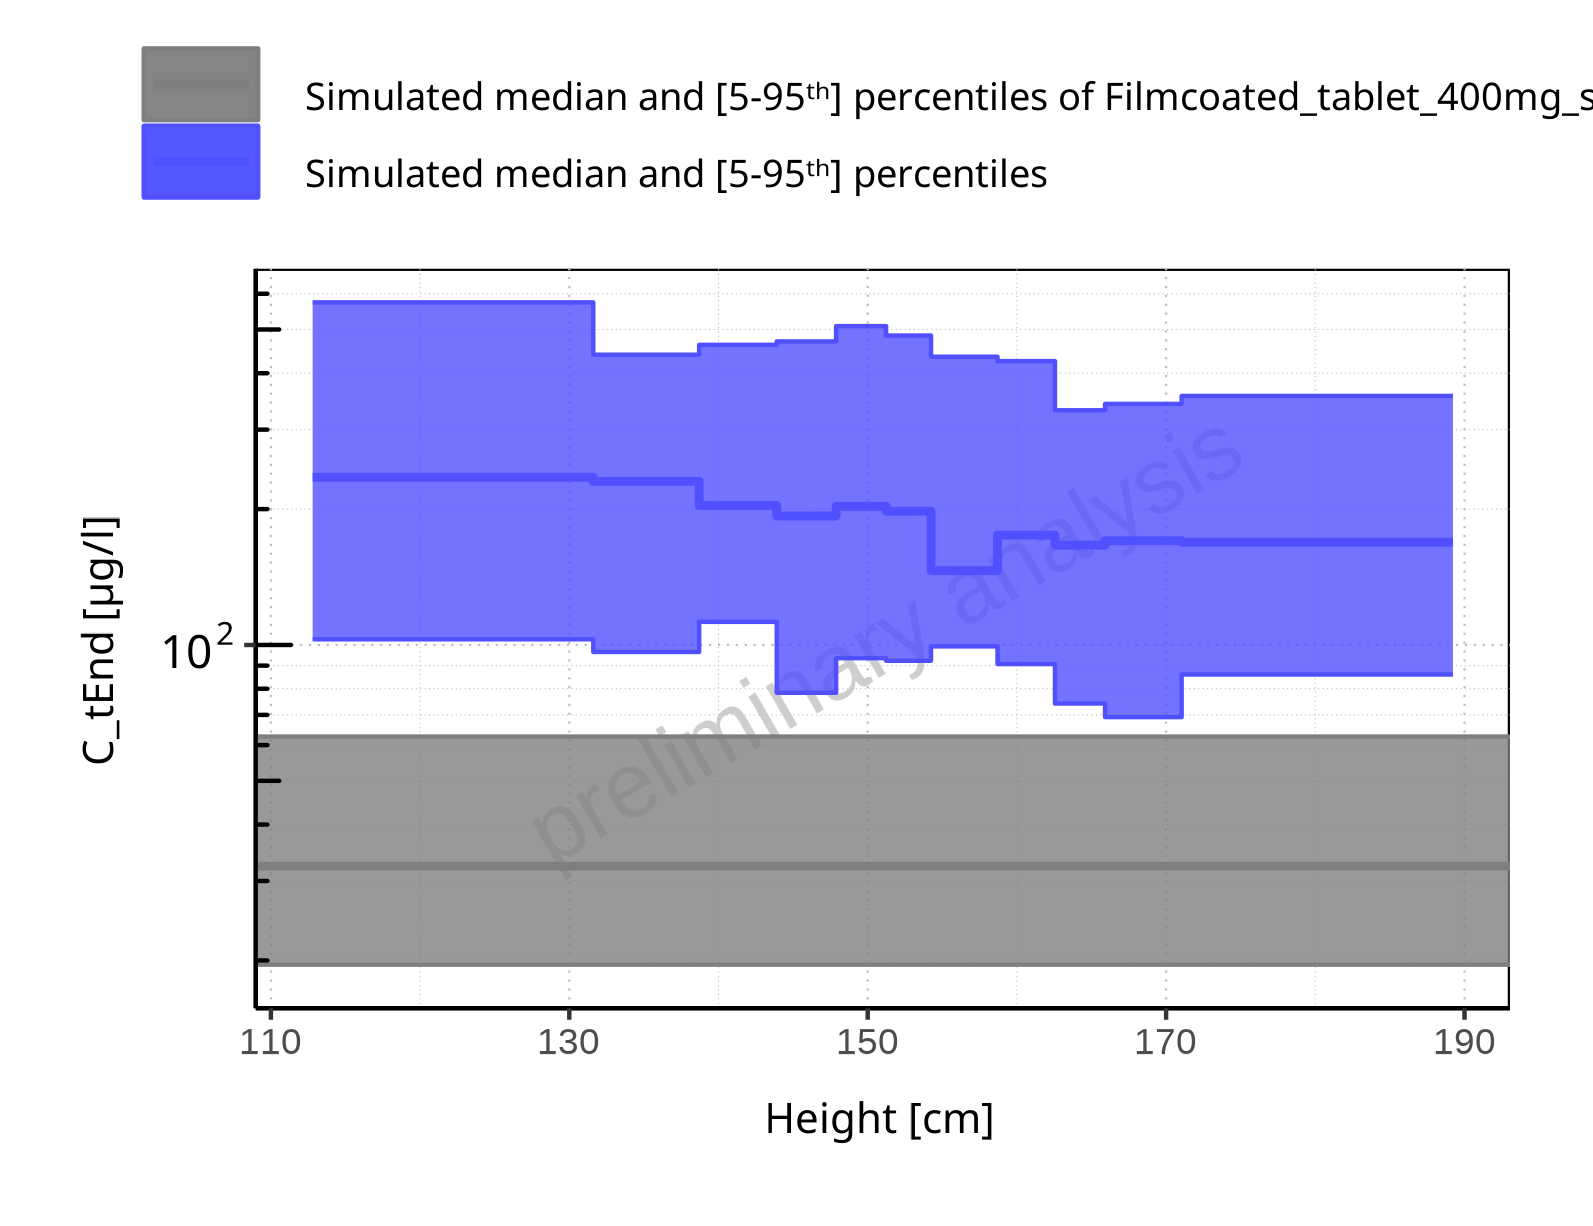 Simulated median and [5-95ᵗʰ] percentiles of Filmcoated_tablet_400mg_s
Simulated median and [5-95ᵗʰ] percentiles
C_tEnd [µg/l]
10²
preliminary analysis
110 130 150 170 190
Height [cm]